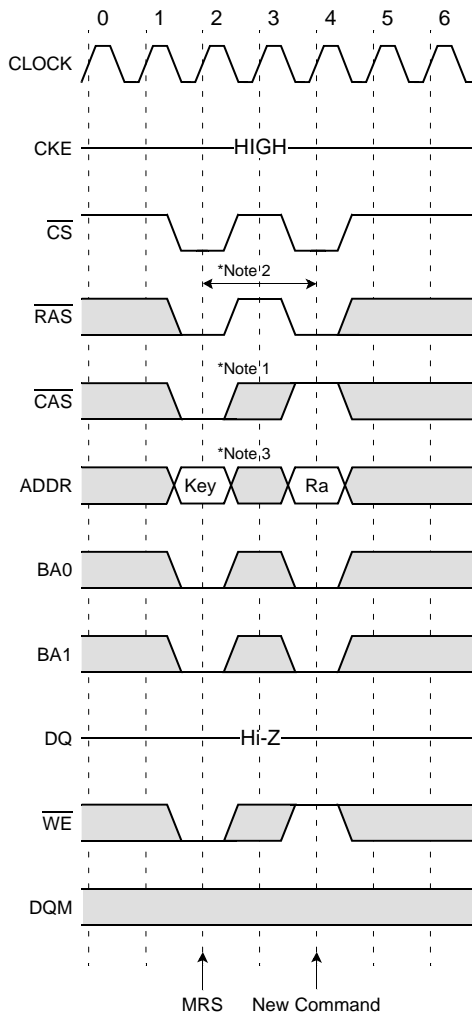 0 1 2 3 4 5 6
CLOCK
CKE HIGH
CS
*Note 2
RAS
*Note 1
CAS
*Note 3
ADDR Key Ra
BA0
BA1
DQ Hi-Z
WE
DQM
MRS New Command